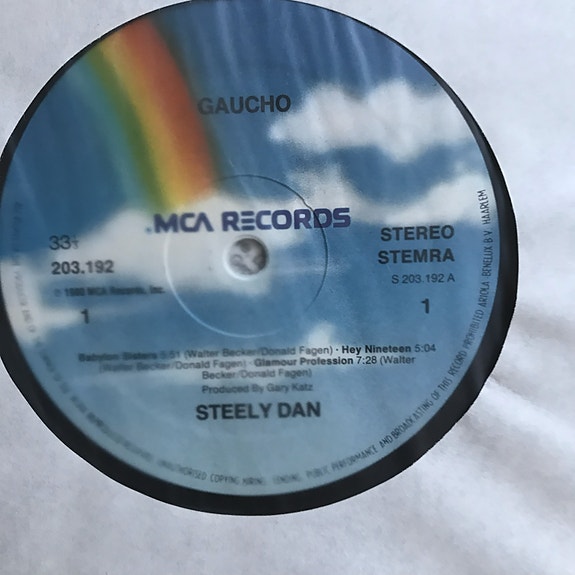 GAUCHO
MCA RECORDS
33⅓
203.192
℗ 1980 MCA Records, Inc.
1
STEREO
STEMRA
S 203.192 A
1
Babylon Sisters 5:51 (Walter Becker/Donald Fagen) · Hey Nineteen 5:04
(Walter Becker/Donald Fagen) · Glamour Profession 7:28 (Walter
Becker/Donald Fagen)
Produced By Gary Katz
STEELY DAN
UNAUTHORISED COPYING HIRING, LENDING, PUBLIC PERFORMANCE AND BROADCASTING OF THIS RECORD PROHIBITED ARIOLA BENELUX B.V. HAARLEM